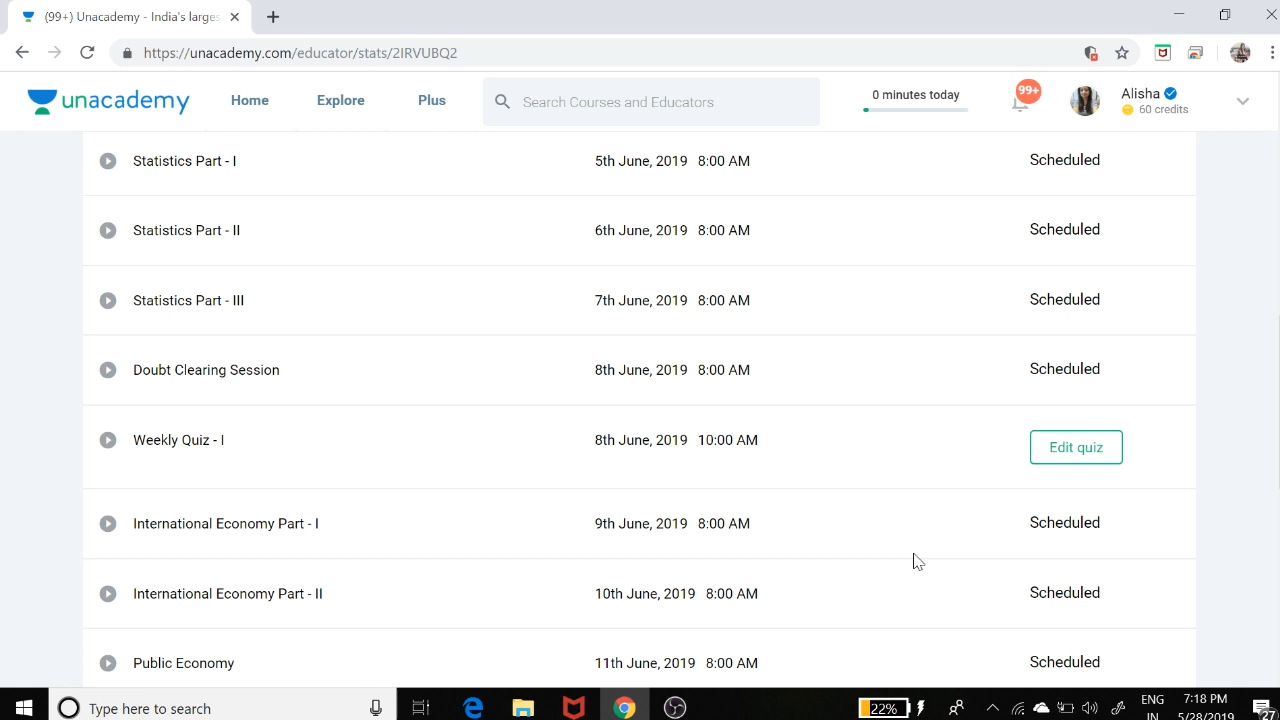 (99+) Unacademy - India's larges
https://unacademy.com/educator/stats/2IRVUBQ2
unacademy Home Explore Plus Search Courses and Educators 0 minutes today 99+ Alisha
60 credits
Statistics Part - I 5th June, 2019 8:00 AM Scheduled
Statistics Part - II 6th June, 2019 8:00 AM Scheduled
Statistics Part - III 7th June, 2019 8:00 AM Scheduled
Doubt Clearing Session 8th June, 2019 8:00 AM Scheduled
Weekly Quiz - I 8th June, 2019 10:00 AM Edit quiz
International Economy Part - I 9th June, 2019 8:00 AM Scheduled
International Economy Part - II 10th June, 2019 8:00 AM Scheduled
Public Economy 11th June, 2019 8:00 AM Scheduled
Type here to search 22% ENG 7:18 PM
IN 5/28/2019 27